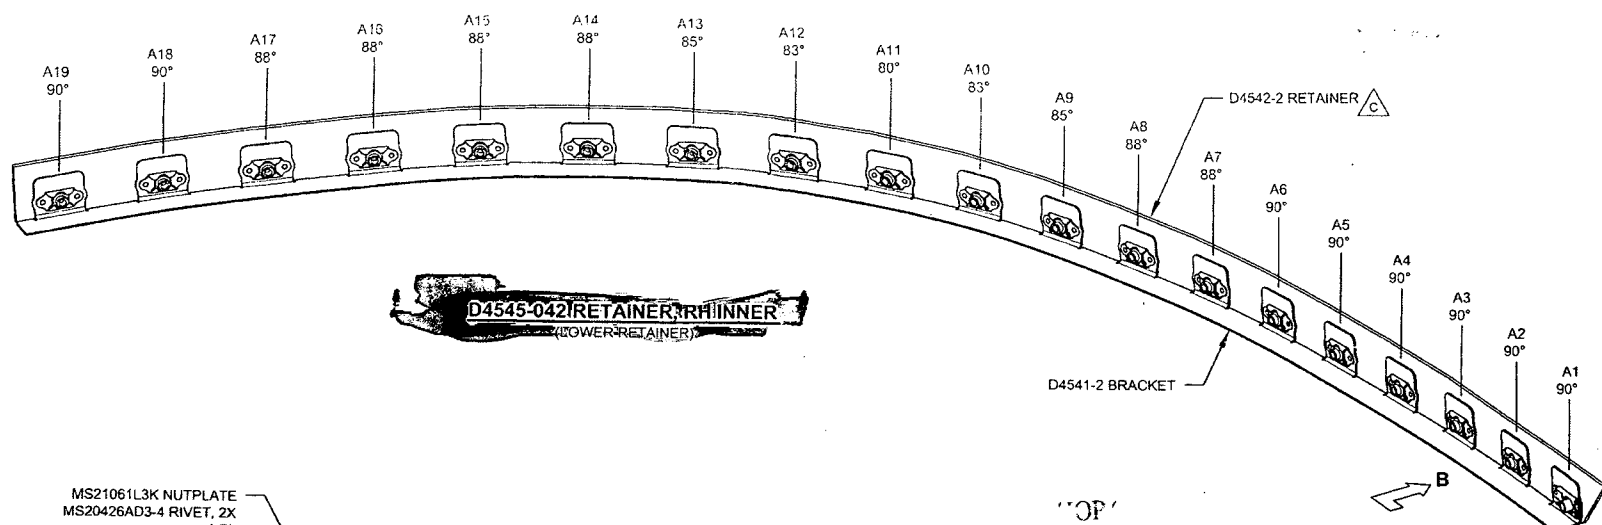 A19
90°
A18
90°
A17
88°
A16
88°
A15
88°
A14
88°
A13
85°
A12
83°
A11
80°
A10
83°
A9
85°
A8
88°
A7
88°
A6
90°
A5
90°
A4
90°
A3
90°
A2
90°
A1
90°
D4542-2 RETAINER C
D4545-042 RETAINER, RH INNER
(LOWER RETAINER)
D4541-2 BRACKET
B
MS21061L3K NUTPLATE
MS20426AD3-4 RIVET, 2X